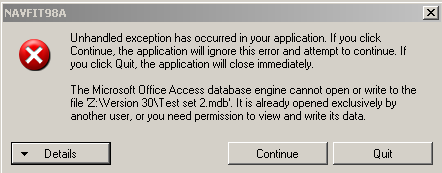 NAVFIT98A
Unhandled exception has occurred in your application. If you click
Continue, the application will ignore this error and attempt to continue. If
you click Quit, the application will close immediately.
The Microsoft Office Access database engine cannot open or write to the
file 'Z:\Version 30\Test set 2.mdb'. It is already opened exclusively by
another user, or you need permission to view and write its data.
Details
Continue
Quit